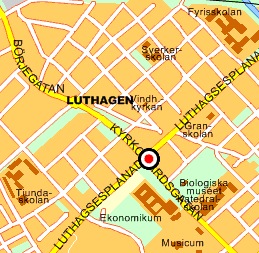 Fyrisskolan
BÖRJEGATAN
Sverker-
skolan
LUTHAGSESPLANADEN
LUTHAGEN
Vindh.
kyrkan
KYRKOGÅRDSGATAN
Gran-
skolan
LUTHAGSESPLANADEN
Tiunda-
skolan
Biologiska
museet
Katedral-
skolan
Ekonomikum
Musicum